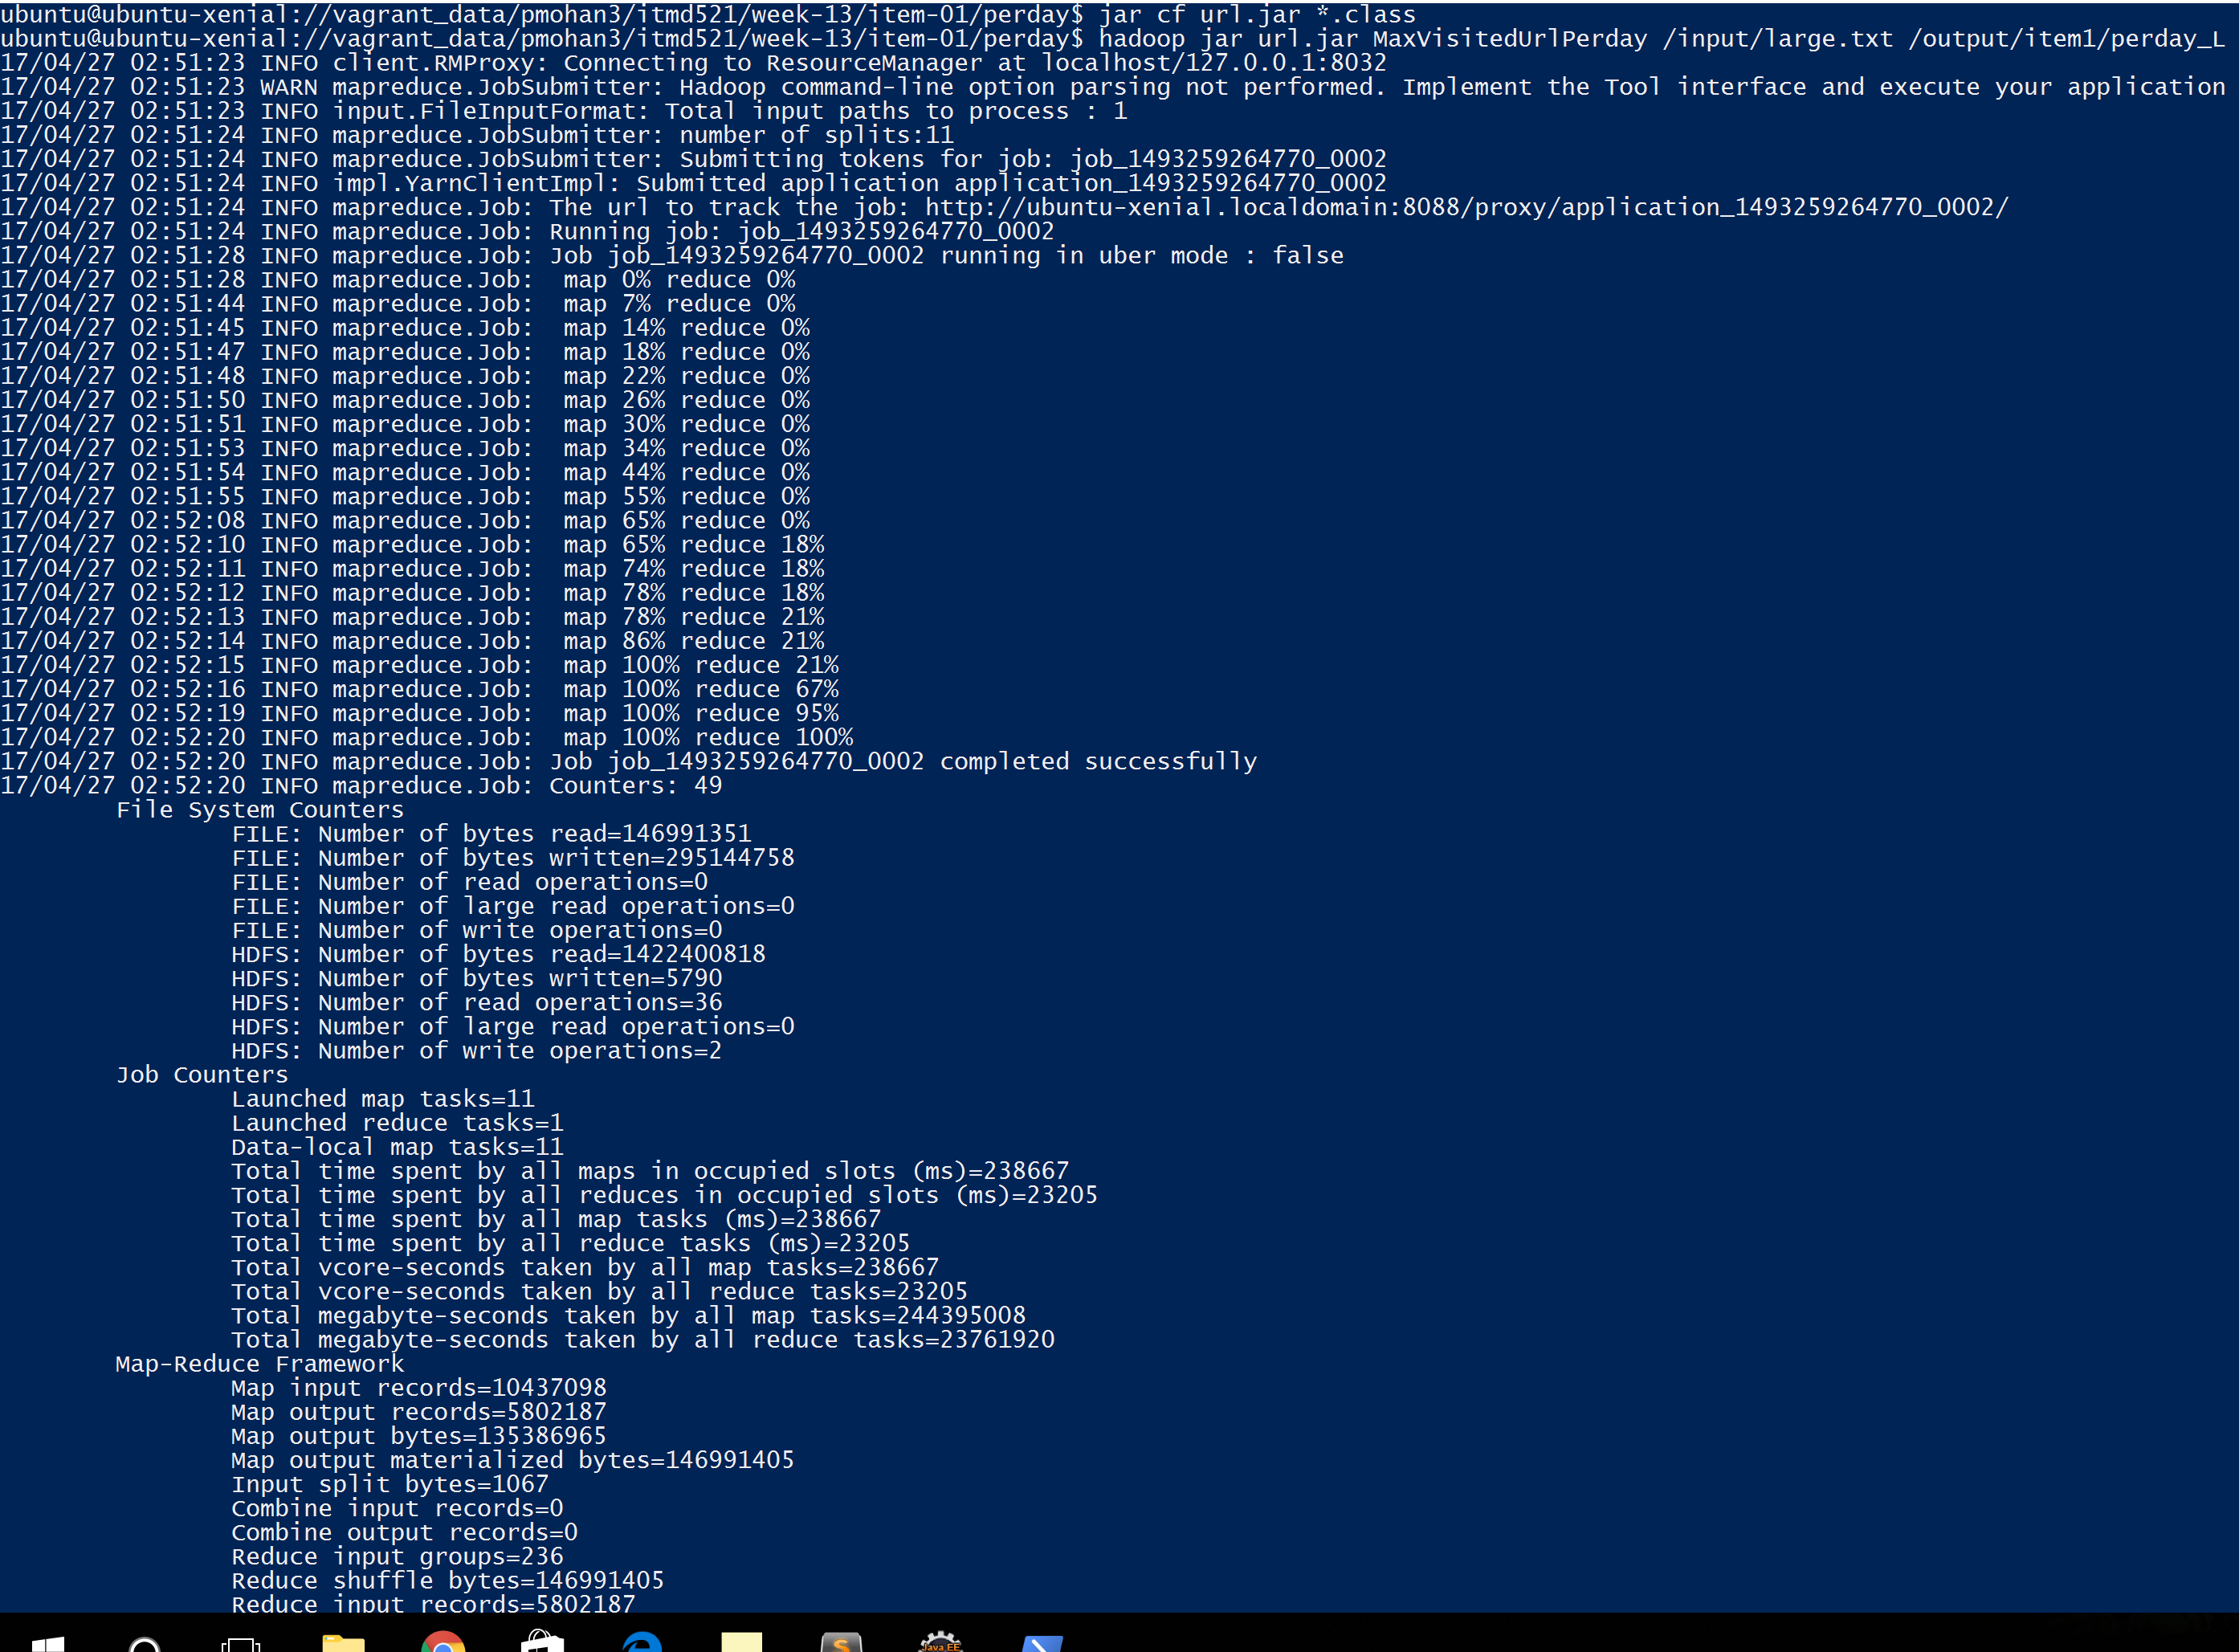 ubuntu@ubuntu-xenial://vagrant_data/pmohan3/itmd521/week-13/item-01/perday$ jar cf url.jar *.class
ubuntu@ubuntu-xenial://vagrant_data/pmohan3/itmd521/week-13/item-01/perday$ hadoop jar url.jar MaxVisitedUrlPerday /input/large.txt /output/item1/perday_L
17/04/27 02:51:23 INFO client.RMProxy: Connecting to ResourceManager at localhost/127.0.0.1:8032
17/04/27 02:51:23 WARN mapreduce.JobSubmitter: Hadoop command-line option parsing not performed. Implement the Tool interface and execute your application
17/04/27 02:51:23 INFO input.FileInputFormat: Total input paths to process : 1
17/04/27 02:51:24 INFO mapreduce.JobSubmitter: number of splits:11
17/04/27 02:51:24 INFO mapreduce.JobSubmitter: Submitting tokens for job: job_1493259264770_0002
17/04/27 02:51:24 INFO impl.YarnClientImpl: Submitted application application_1493259264770_0002
17/04/27 02:51:24 INFO mapreduce.Job: The url to track the job: http://ubuntu-xenial.localdomain:8088/proxy/application_1493259264770_0002/
17/04/27 02:51:24 INFO mapreduce.Job: Running job: job_1493259264770_0002
17/04/27 02:51:28 INFO mapreduce.Job: Job job_1493259264770_0002 running in uber mode : false
17/04/27 02:51:28 INFO mapreduce.Job:  map 0% reduce 0%
17/04/27 02:51:44 INFO mapreduce.Job:  map 7% reduce 0%
17/04/27 02:51:45 INFO mapreduce.Job:  map 14% reduce 0%
17/04/27 02:51:47 INFO mapreduce.Job:  map 18% reduce 0%
17/04/27 02:51:48 INFO mapreduce.Job:  map 22% reduce 0%
17/04/27 02:51:50 INFO mapreduce.Job:  map 26% reduce 0%
17/04/27 02:51:51 INFO mapreduce.Job:  map 30% reduce 0%
17/04/27 02:51:53 INFO mapreduce.Job:  map 34% reduce 0%
17/04/27 02:51:54 INFO mapreduce.Job:  map 44% reduce 0%
17/04/27 02:51:55 INFO mapreduce.Job:  map 55% reduce 0%
17/04/27 02:52:08 INFO mapreduce.Job:  map 65% reduce 0%
17/04/27 02:52:10 INFO mapreduce.Job:  map 65% reduce 18%
17/04/27 02:52:11 INFO mapreduce.Job:  map 74% reduce 18%
17/04/27 02:52:12 INFO mapreduce.Job:  map 78% reduce 18%
17/04/27 02:52:13 INFO mapreduce.Job:  map 78% reduce 21%
17/04/27 02:52:14 INFO mapreduce.Job:  map 86% reduce 21%
17/04/27 02:52:15 INFO mapreduce.Job:  map 100% reduce 21%
17/04/27 02:52:16 INFO mapreduce.Job:  map 100% reduce 67%
17/04/27 02:52:19 INFO mapreduce.Job:  map 100% reduce 95%
17/04/27 02:52:20 INFO mapreduce.Job:  map 100% reduce 100%
17/04/27 02:52:20 INFO mapreduce.Job: Job job_1493259264770_0002 completed successfully
17/04/27 02:52:20 INFO mapreduce.Job: Counters: 49
File System Counters
FILE: Number of bytes read=146991351
FILE: Number of bytes written=295144758
FILE: Number of read operations=0
FILE: Number of large read operations=0
FILE: Number of write operations=0
HDFS: Number of bytes read=1422400818
HDFS: Number of bytes written=5790
HDFS: Number of read operations=36
HDFS: Number of large read operations=0
HDFS: Number of write operations=2
Job Counters
Launched map tasks=11
Launched reduce tasks=1
Data-local map tasks=11
Total time spent by all maps in occupied slots (ms)=238667
Total time spent by all reduces in occupied slots (ms)=23205
Total time spent by all map tasks (ms)=238667
Total time spent by all reduce tasks (ms)=23205
Total vcore-seconds taken by all map tasks=238667
Total vcore-seconds taken by all reduce tasks=23205
Total megabyte-seconds taken by all map tasks=244395008
Total megabyte-seconds taken by all reduce tasks=23761920
Map-Reduce Framework
Map input records=10437098
Map output records=5802187
Map output bytes=135386965
Map output materialized bytes=146991405
Input split bytes=1067
Combine input records=0
Combine output records=0
Reduce input groups=236
Reduce shuffle bytes=146991405
Reduce input records=5802187
S Java EE